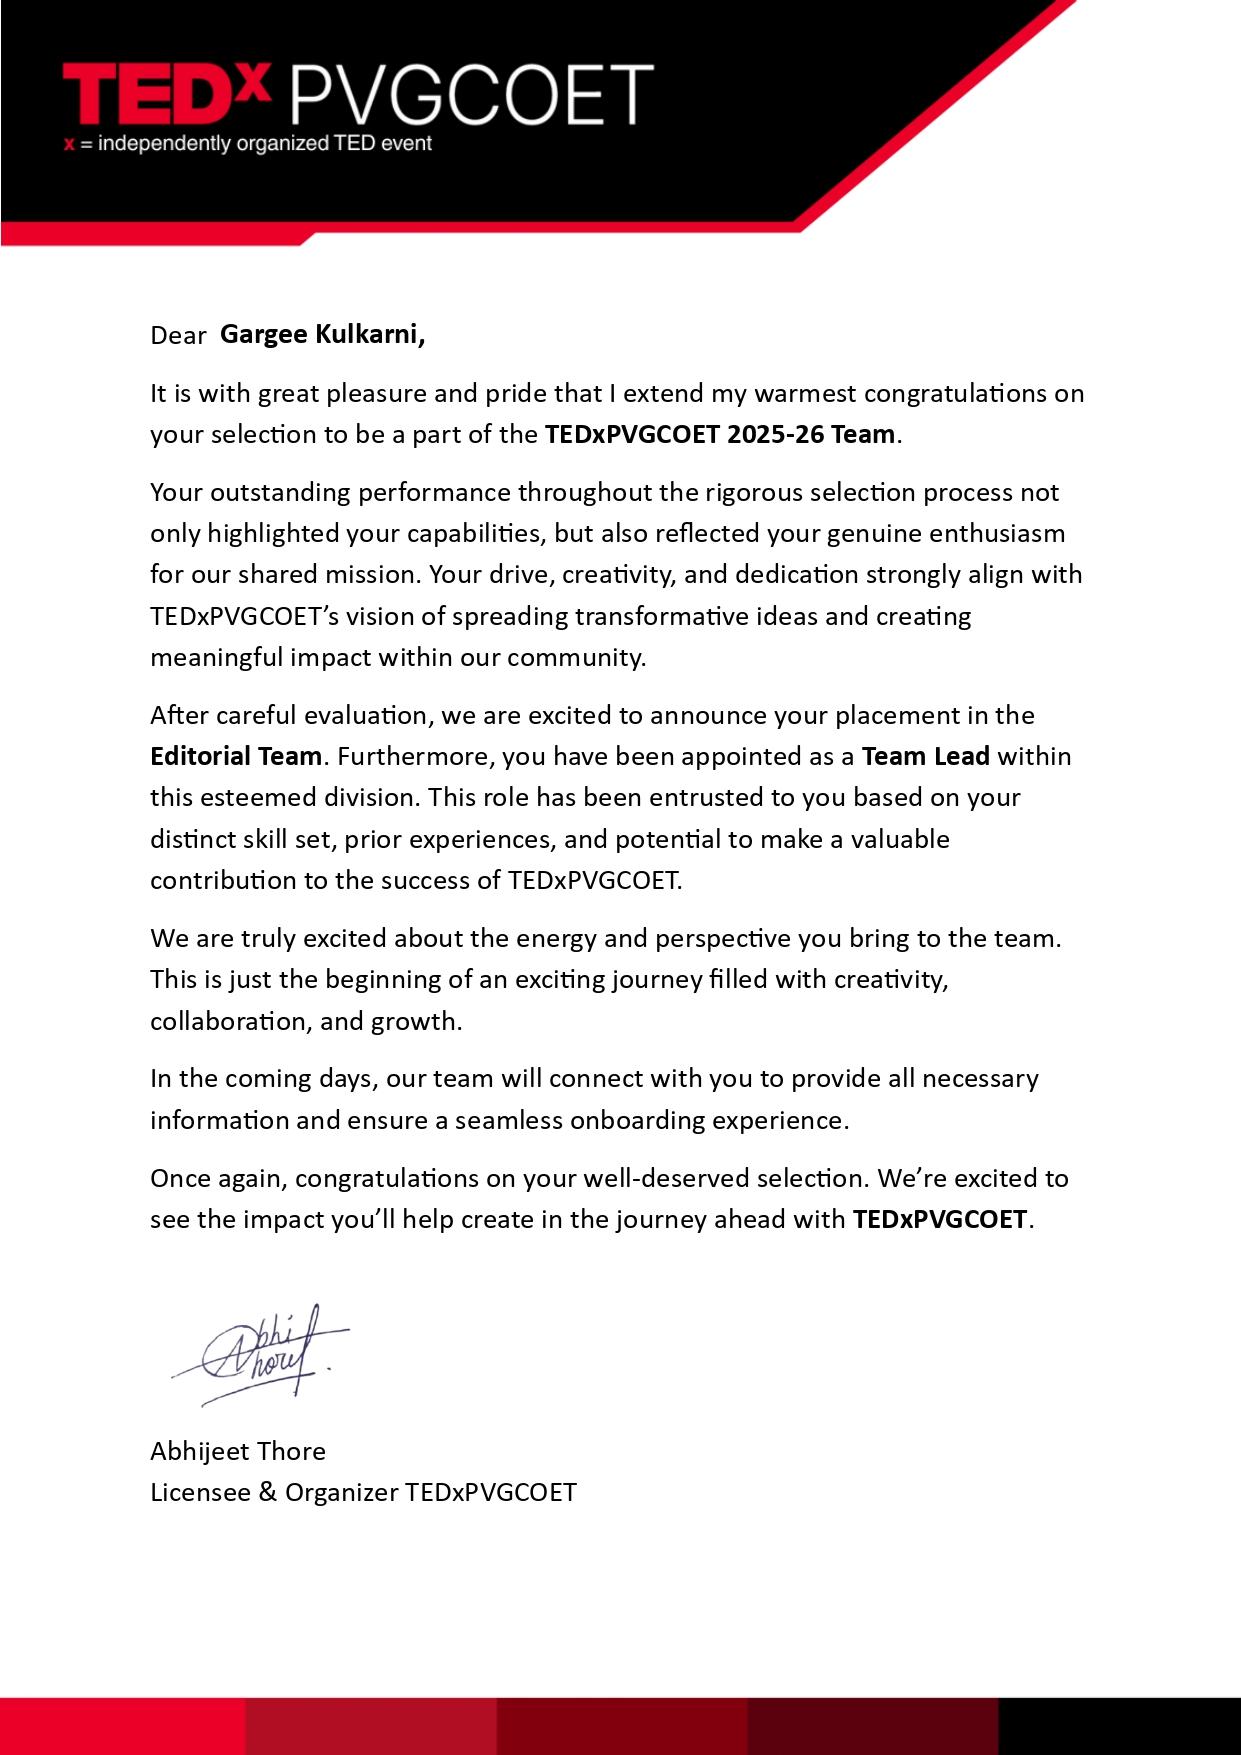 TEDx PVGCOET
x = independently organized TED event
Dear Gargee Kulkarni,
It is with great pleasure and pride that I extend my warmest congratulations on
your selection to be a part of the TEDxPVGCOET 2025-26 Team.
Your outstanding performance throughout the rigorous selection process not
only highlighted your capabilities, but also reflected your genuine enthusiasm
for our shared mission. Your drive, creativity, and dedication strongly align with
TEDxPVGCOET’s vision of spreading transformative ideas and creating
meaningful impact within our community.
After careful evaluation, we are excited to announce your placement in the
Editorial Team. Furthermore, you have been appointed as a Team Lead within
this esteemed division. This role has been entrusted to you based on your
distinct skill set, prior experiences, and potential to make a valuable
contribution to the success of TEDxPVGCOET.
We are truly excited about the energy and perspective you bring to the team.
This is just the beginning of an exciting journey filled with creativity,
collaboration, and growth.
In the coming days, our team will connect with you to provide all necessary
information and ensure a seamless onboarding experience.
Once again, congratulations on your well-deserved selection. We’re excited to
see the impact you’ll help create in the journey ahead with TEDxPVGCOET.
Abhi
Thore
Abhijeet Thore
Licensee & Organizer TEDxPVGCOET